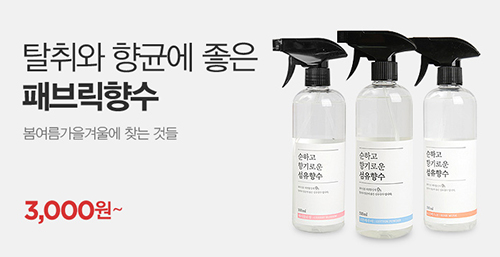 탈취와 향균에 좋은
패브릭향수
봄여름가을겨울에 찾는 것들
3,000원~
순하고
향기로운
섬유향수
순하고
향기로운
섬유향수
순하고
향기로운
섬유향수